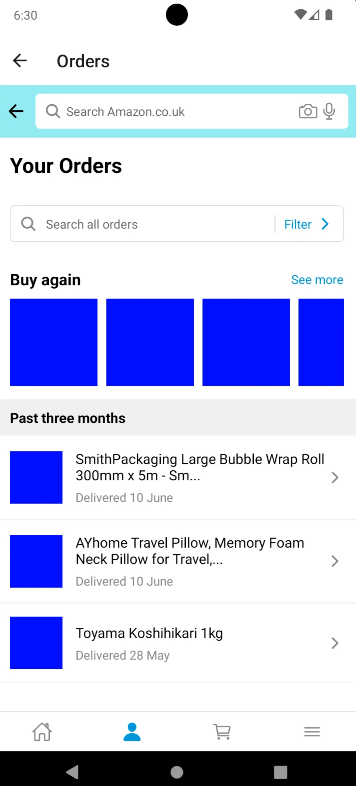 6:30
Orders
Search Amazon.co.uk
Your Orders
Search all orders
Filter
Buy again
See more
Past three months
SmithPackaging Large Bubble Wrap Roll
300mm x 5m - Sm...
Delivered 10 June
AYhome Travel Pillow, Memory Foam
Neck Pillow for Travel,...
Delivered 10 June
Toyama Koshihikari 1kg
Delivered 28 May